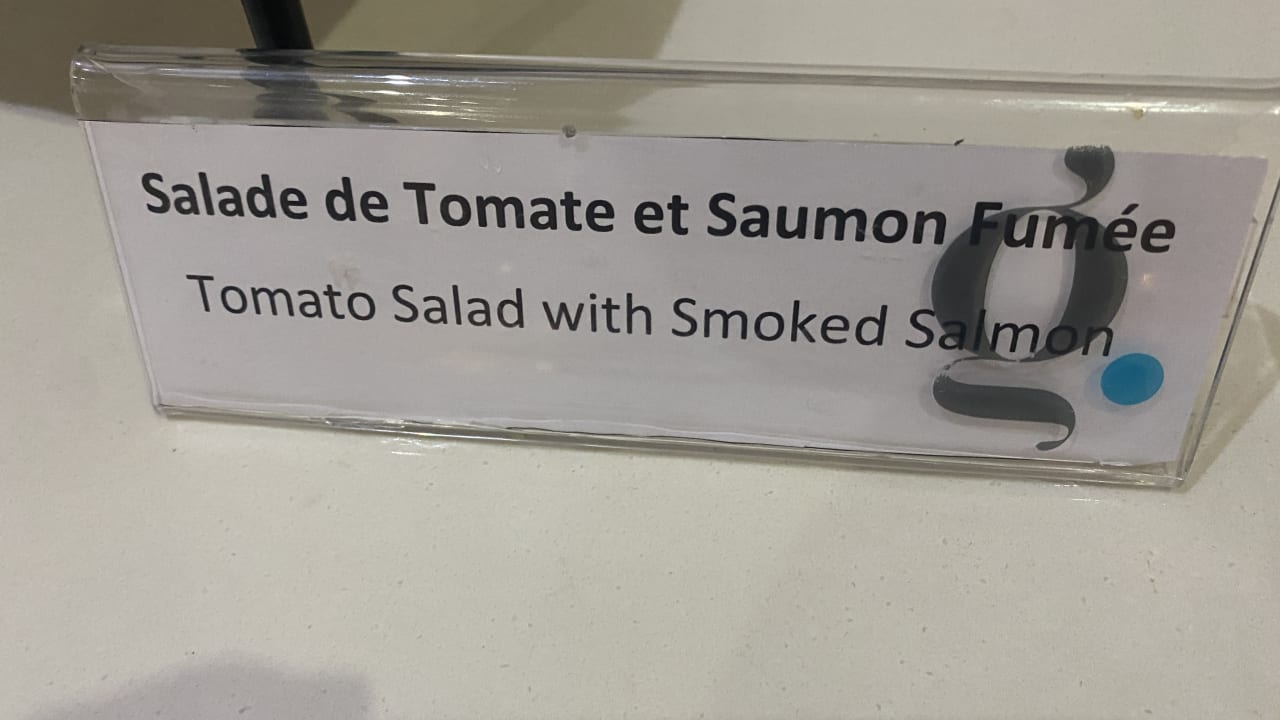 Salade de Tomate et Saumon Fumée
Tomato Salad with Smoked Salmon
g